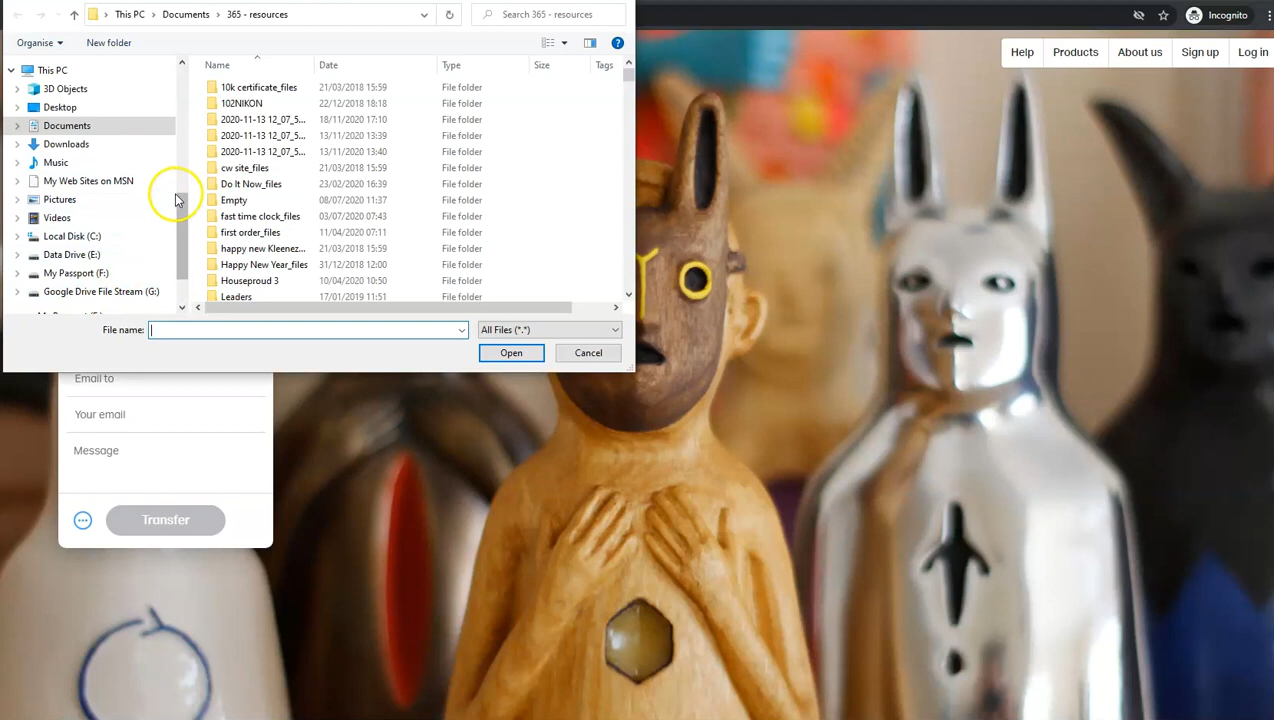 This PC > Documents > 365 - resources
Search 365 - resources
Incognito
Organise
New folder
Help
Products
About us
Sign up
Log in
This PC
3D Objects
Desktop
Documents
Downloads
Music
My Web Sites on MSN
Pictures
Videos
Local Disk (C:)
Data Drive (E:)
My Passport (F:)
Google Drive File Stream (G:)
Name Date Type Size Tags
10k certificate_files 21/03/2018 15:59 File folder
102NIKON 22/12/2018 18:18 File folder
2020-11-13 12_07_5... 18/11/2020 17:10 File folder
2020-11-13 12_07_5... 13/11/2020 13:39 File folder
2020-11-13 12_07_5... 13/11/2020 13:40 File folder
cw site_files 21/03/2018 15:59 File folder
Do It Now_files 23/02/2020 16:39 File folder
Empty 08/07/2020 11:37 File folder
fast time clock_files 03/07/2020 07:43 File folder
first order_files 11/04/2020 07:11 File folder
happy new Kleenez... 21/03/2018 15:59 File folder
Happy New Year_files 31/12/2018 12:00 File folder
Houseproud 3 10/04/2020 10:50 File folder
Leaders 17/01/2019 11:51 File folder
File name:
All Files (*.*)
Open
Cancel
Email to
Your email
Message
Transfer